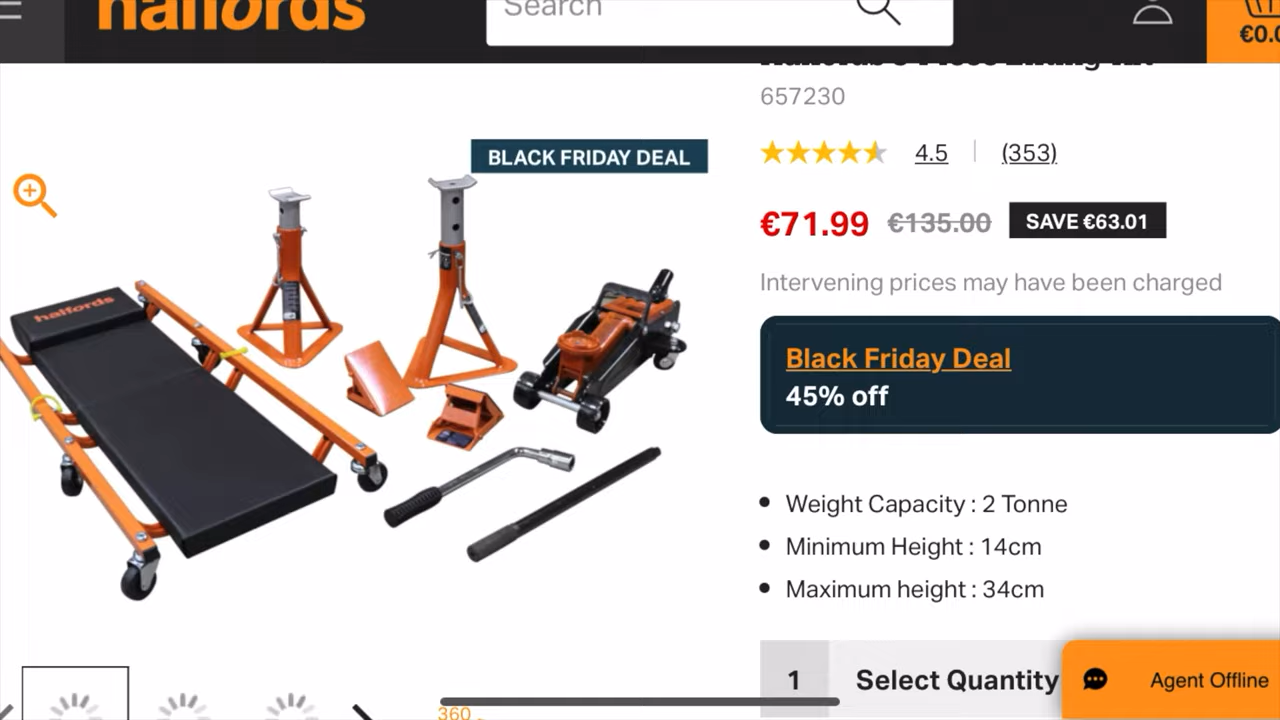 halfords
Search
€0.0
657230
4.5
(353)
BLACK FRIDAY DEAL
€71.99 €135.00 SAVE €63.01
Intervening prices may have been charged
halfords
Black Friday Deal
45% off
Weight Capacity : 2 Tonne
Minimum Height : 14cm
Maximum height : 34cm
1
Select Quantity
Agent Offline
360